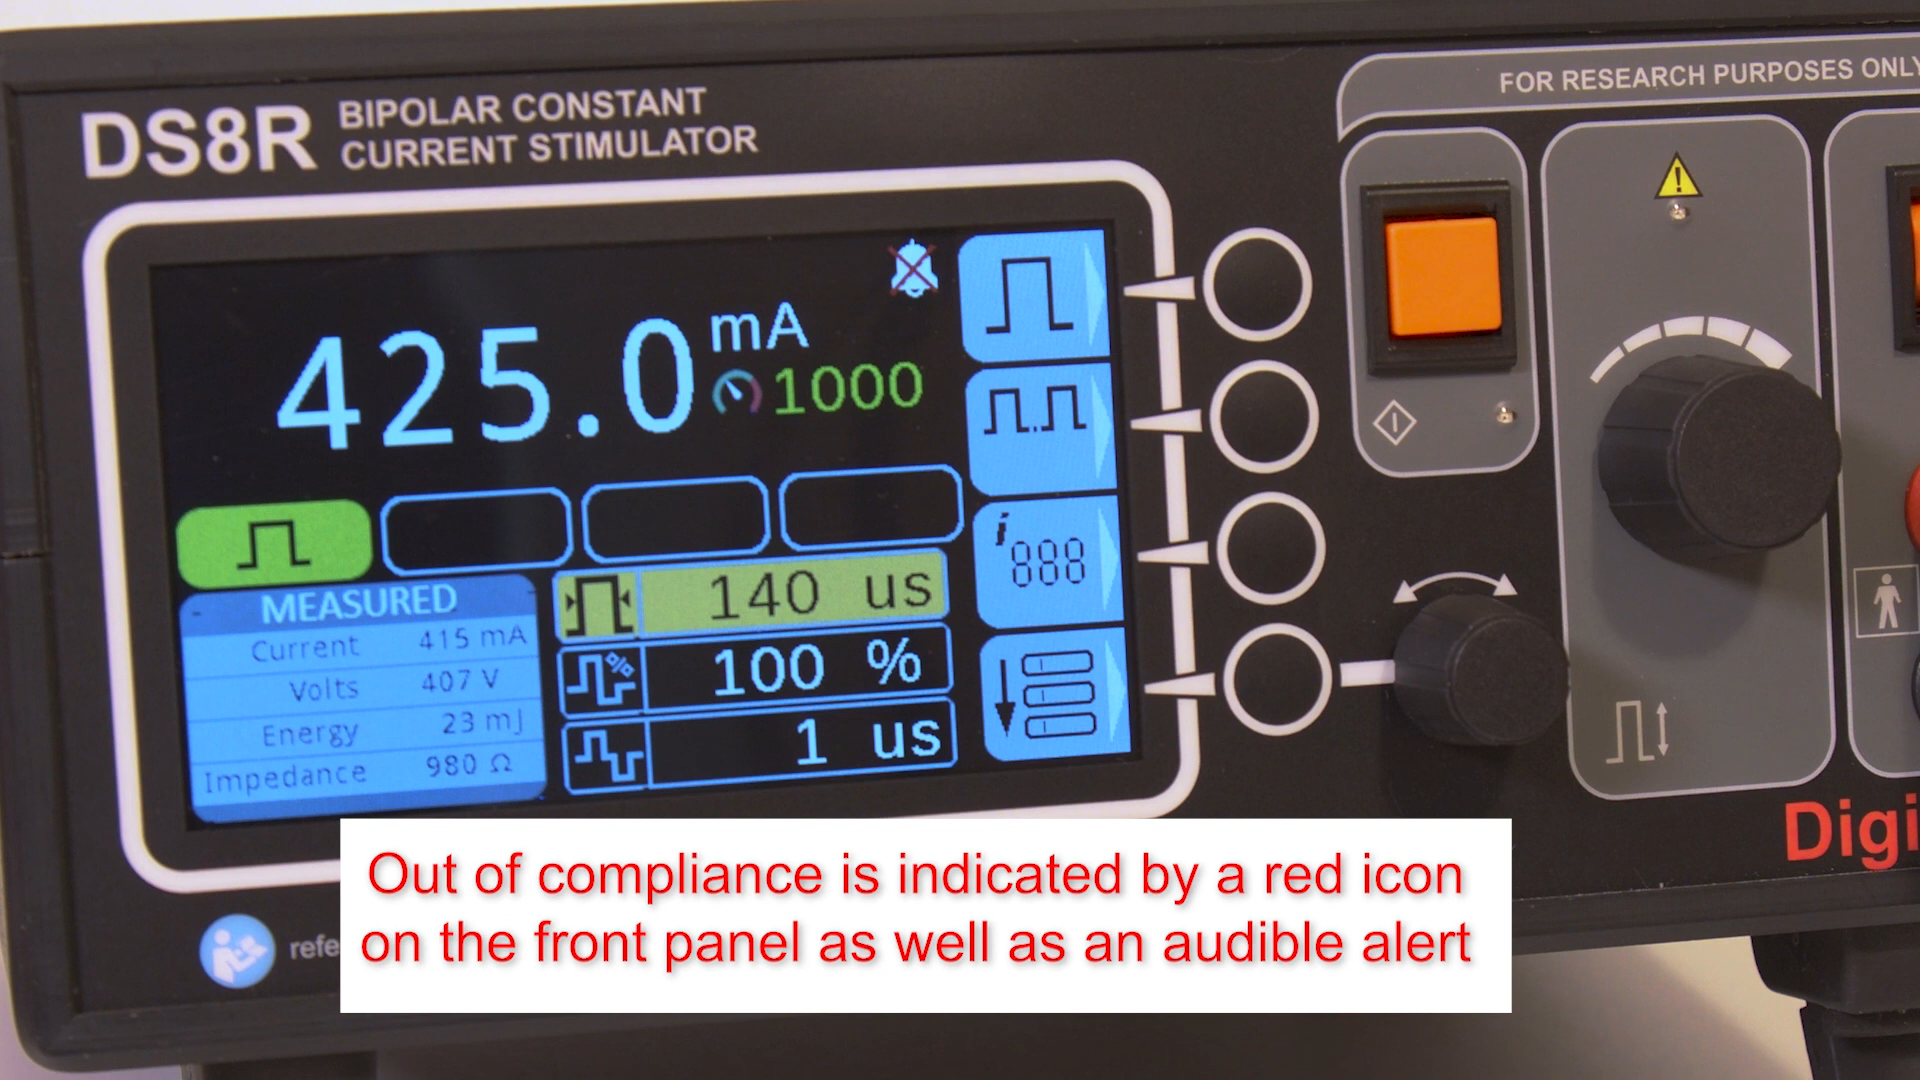 DS8R
BIPOLAR CONSTANT
CURRENT STIMULATOR
FOR RESEARCH PURPOSES ONLY
425.0 mA
1000
i 888
MEASURED
Current 415 mA
Volts 407 V
Energy 23 mJ
Impedance 980 Ω
140 us
% 100 %
1 us
Digi
refe
Out of compliance is indicated by a red icon
on the front panel as well as an audible alert